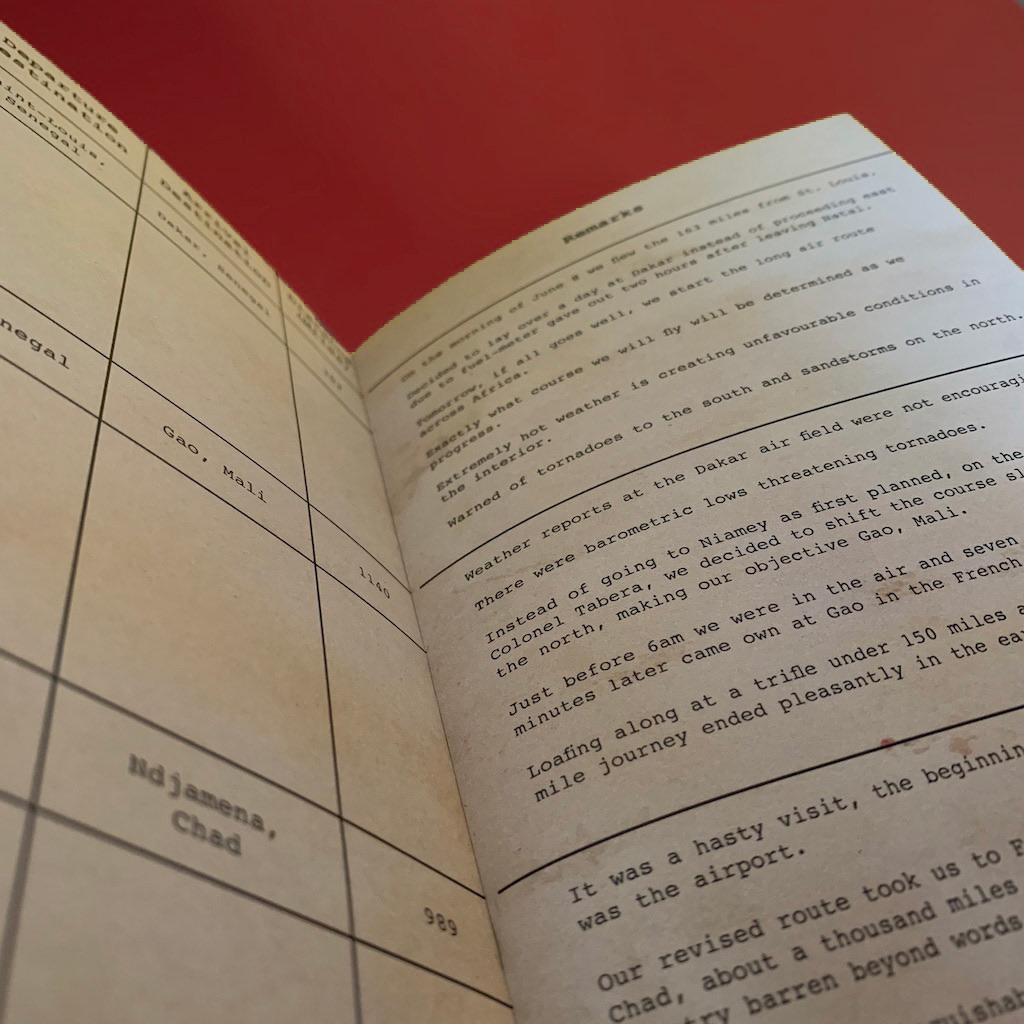 Departure
Destination
Saint-Louis,
Senegal
Arrival
Destination
Dakar, Senegal
163
negal
Gao, Mali
1140
Ndjamena,
Chad
989
Remarks
On the morning of June 8 we flew the 163 miles from St. Louis,
Decided to lay over a day at Dakar instead of proceeding east
due to fuel-meter gave out two hours after leaving Natal.
Tomorrow, if all goes well, we start the long air route
across Africa.
Exactly what course we will fly will be determined as we
progress.
Extremely hot weather is creating unfavourable conditions in
the interior.
Warned of tornadoes to the south and sandstorms on the north.
Weather reports at the Dakar air field were not encouragi
There were barometric lows threatening tornadoes.
Instead of going to Niamey as first planned, on the
Colonel Tabera, we decided to shift the course sl
the north, making our objective Gao, Mali.
Just before 6am we were in the air and seven
minutes later came own at Gao in the French
Loafing along at a trifle under 150 miles a
mile journey ended pleasantly in the ea
It was a hasty visit, the beginnin
was the airport.
Our revised route took us to F
Chad, about a thousand miles
try barren beyond words
uishab